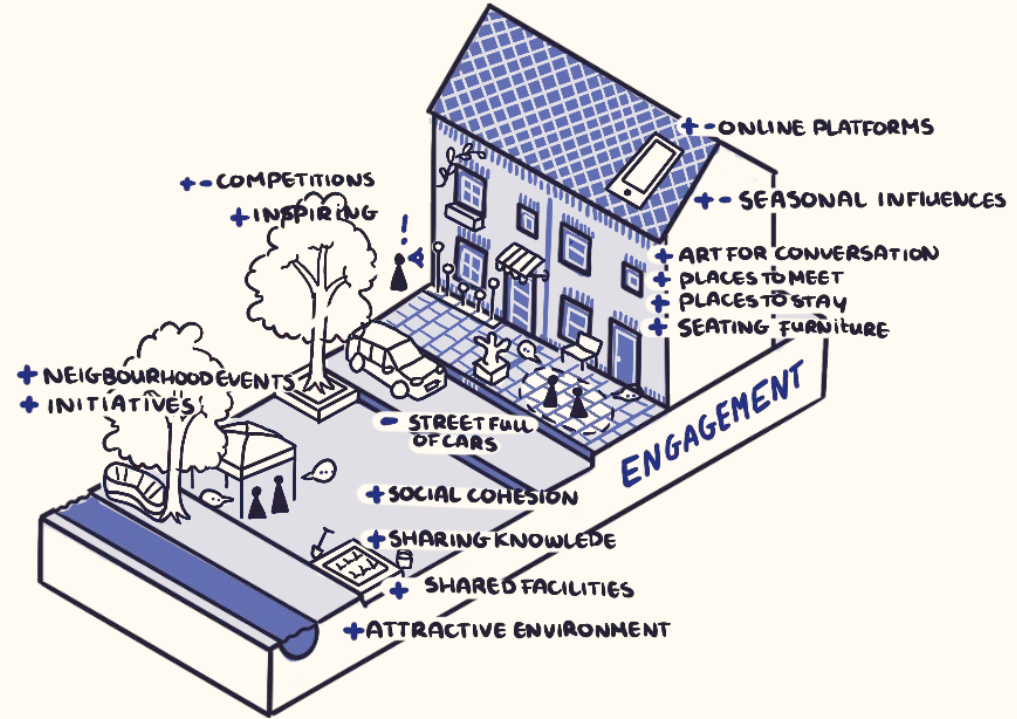 +- ONLINE PLATFORMS
+- COMPETITIONS
+- SEASONAL INFLUENCES
+ INSPIRING
+ ART FOR CONVERSATION
+ PLACES TO MEET
+ PLACES TO STAY
+ SEATING FURNITURE
+ NEIGBOURHOOD EVENTS
+ INITIATIVES
ENGAGEMENT
- STREET FULL
OF CARS
+ SOCIAL COHESION
+ SHARING KNOWLEDE
+ SHARED FACILITIES
+ ATTRACTIVE ENVIRONMENT